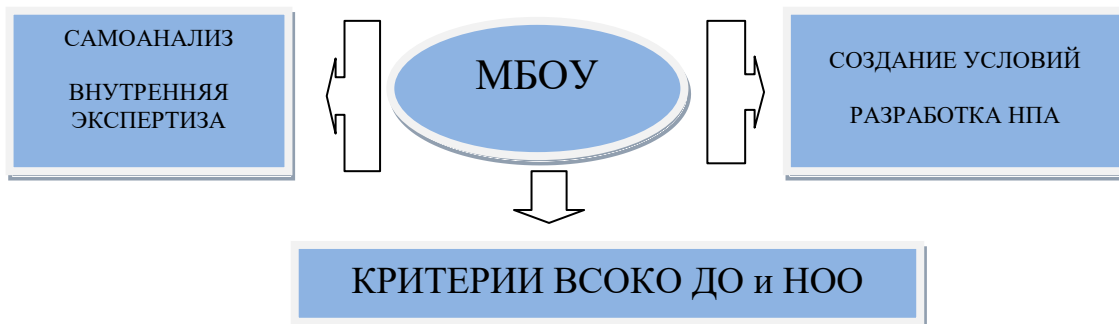 САМОАНАЛИЗ
ВНУТРЕННЯЯ
ЭКСПЕРТИЗА
МБОУ
СОЗДАНИЕ УСЛОВИЙ
РАЗРАБОТКА НПА
КРИТЕРИИ ВСОКО ДО и НОО